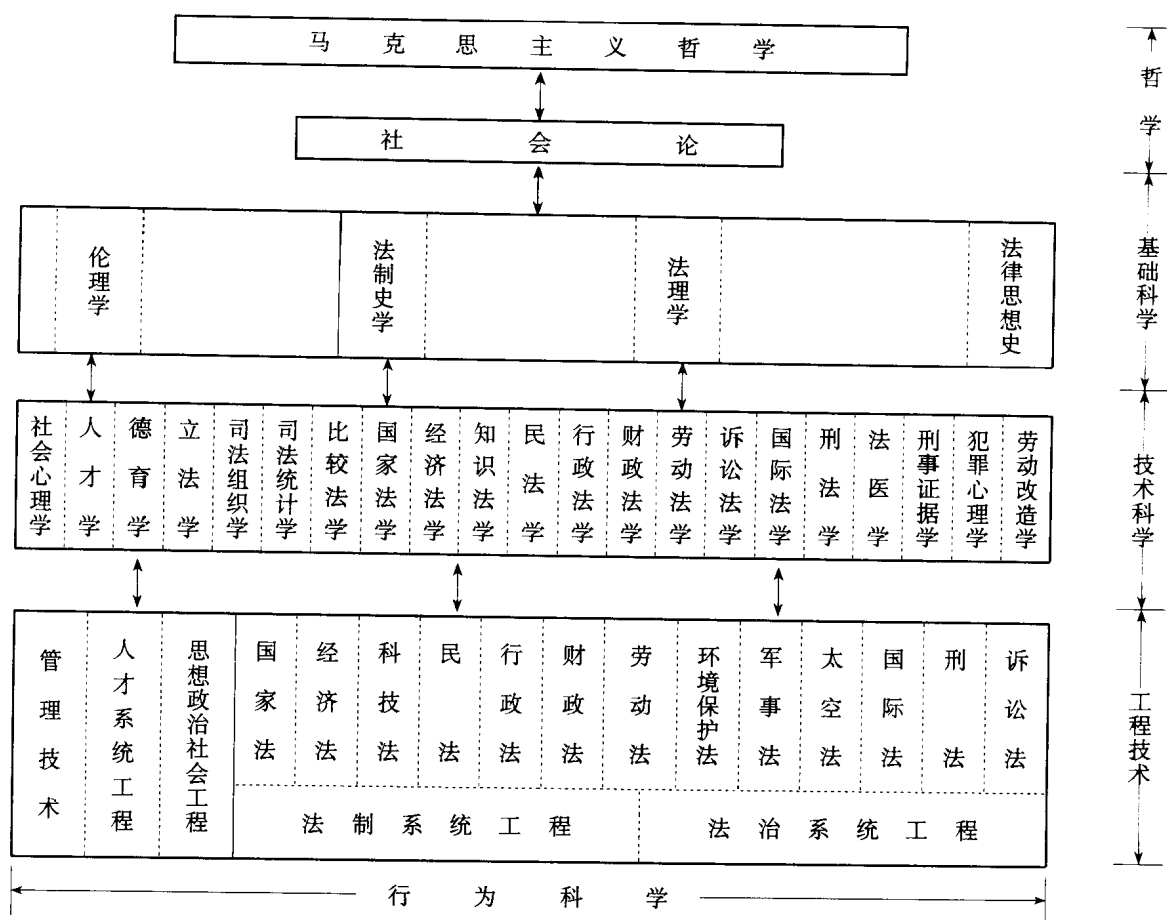 马克思主义哲学
社会论
伦理学
法制史学
法理学
法律思想史
社会心理学
人才学
德育学
立法学
司法组织学
司法统计学
比较法学
国家法学
经济法学
知识法学
民法学
行政法学
财政法学
劳动法学
诉讼法学
国际法学
刑法学
法医学
刑事证据学
犯罪心理学
劳动改造学
管理技术
人才系统工程
思想政治社会工程
国家法
经济法
科技法
民法
行政法
财政法
劳动法
环境保护法
军事法
太空法
国际法
刑法
诉讼法
法制系统工程
法治系统工程
行为科学
哲学
基础科学
技术科学
工程技术